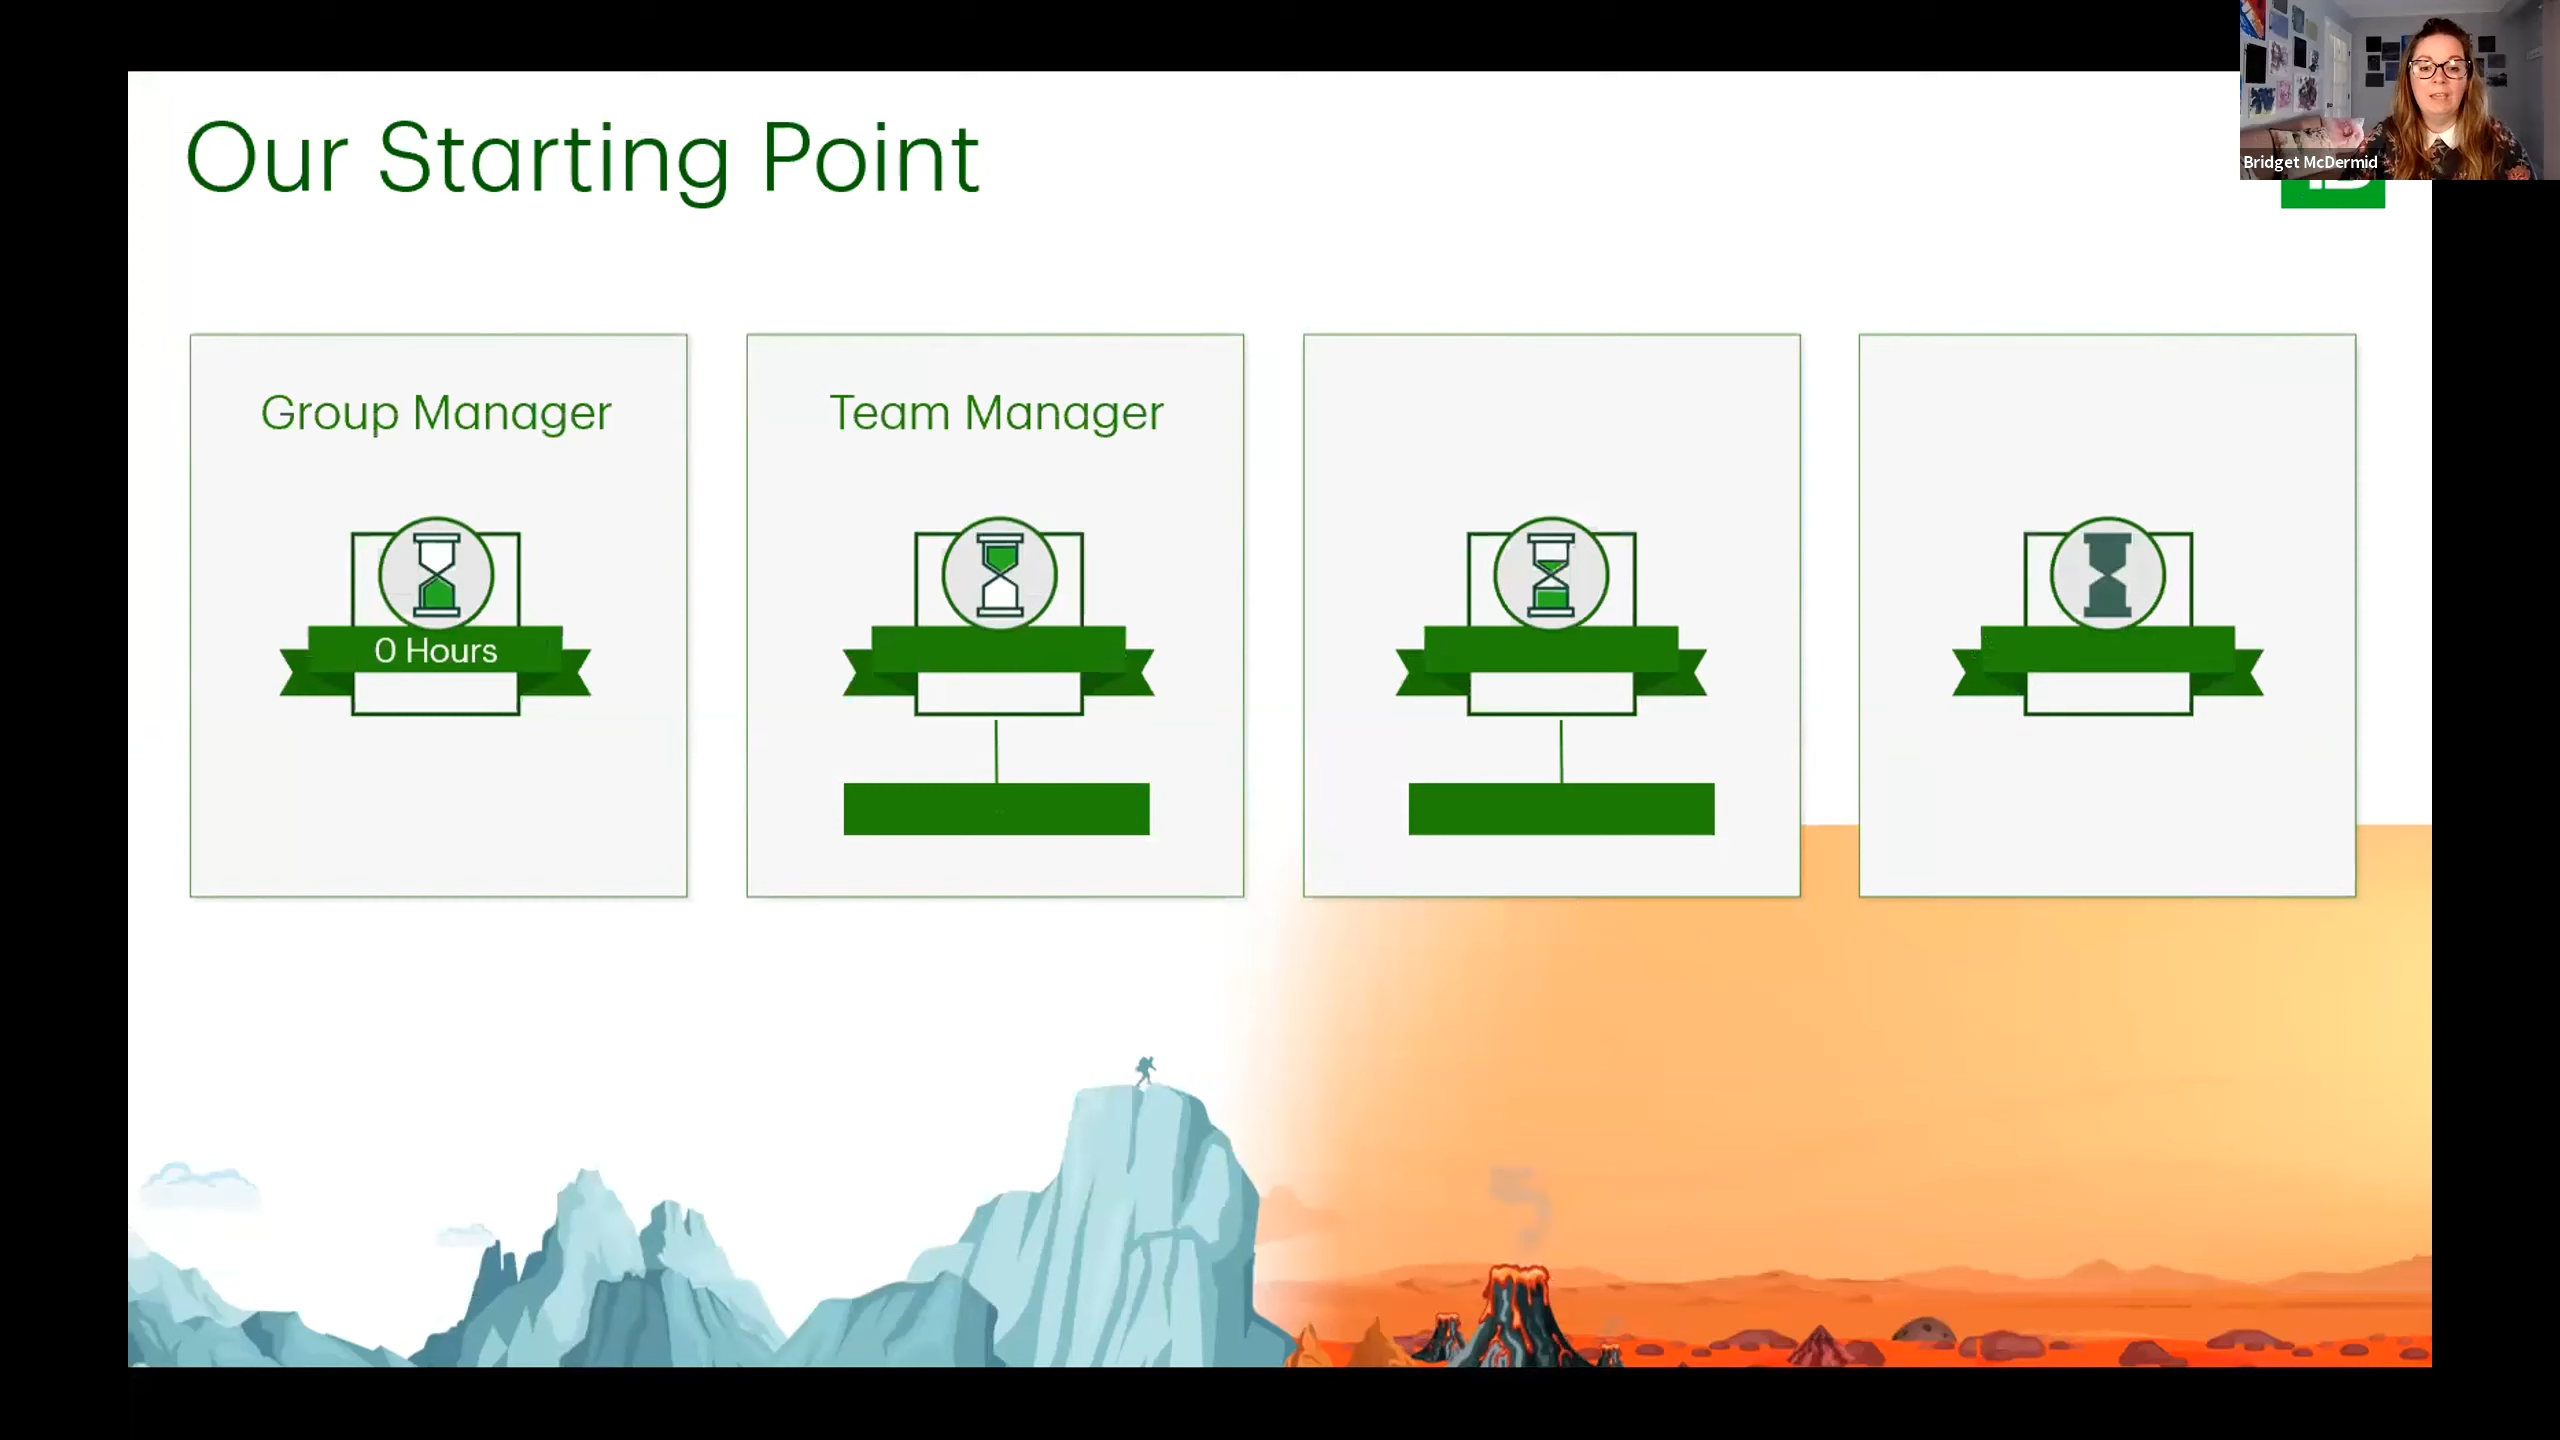 Our Starting Point
Bridget McDermid
Group Manager
Team Manager
0 Hours